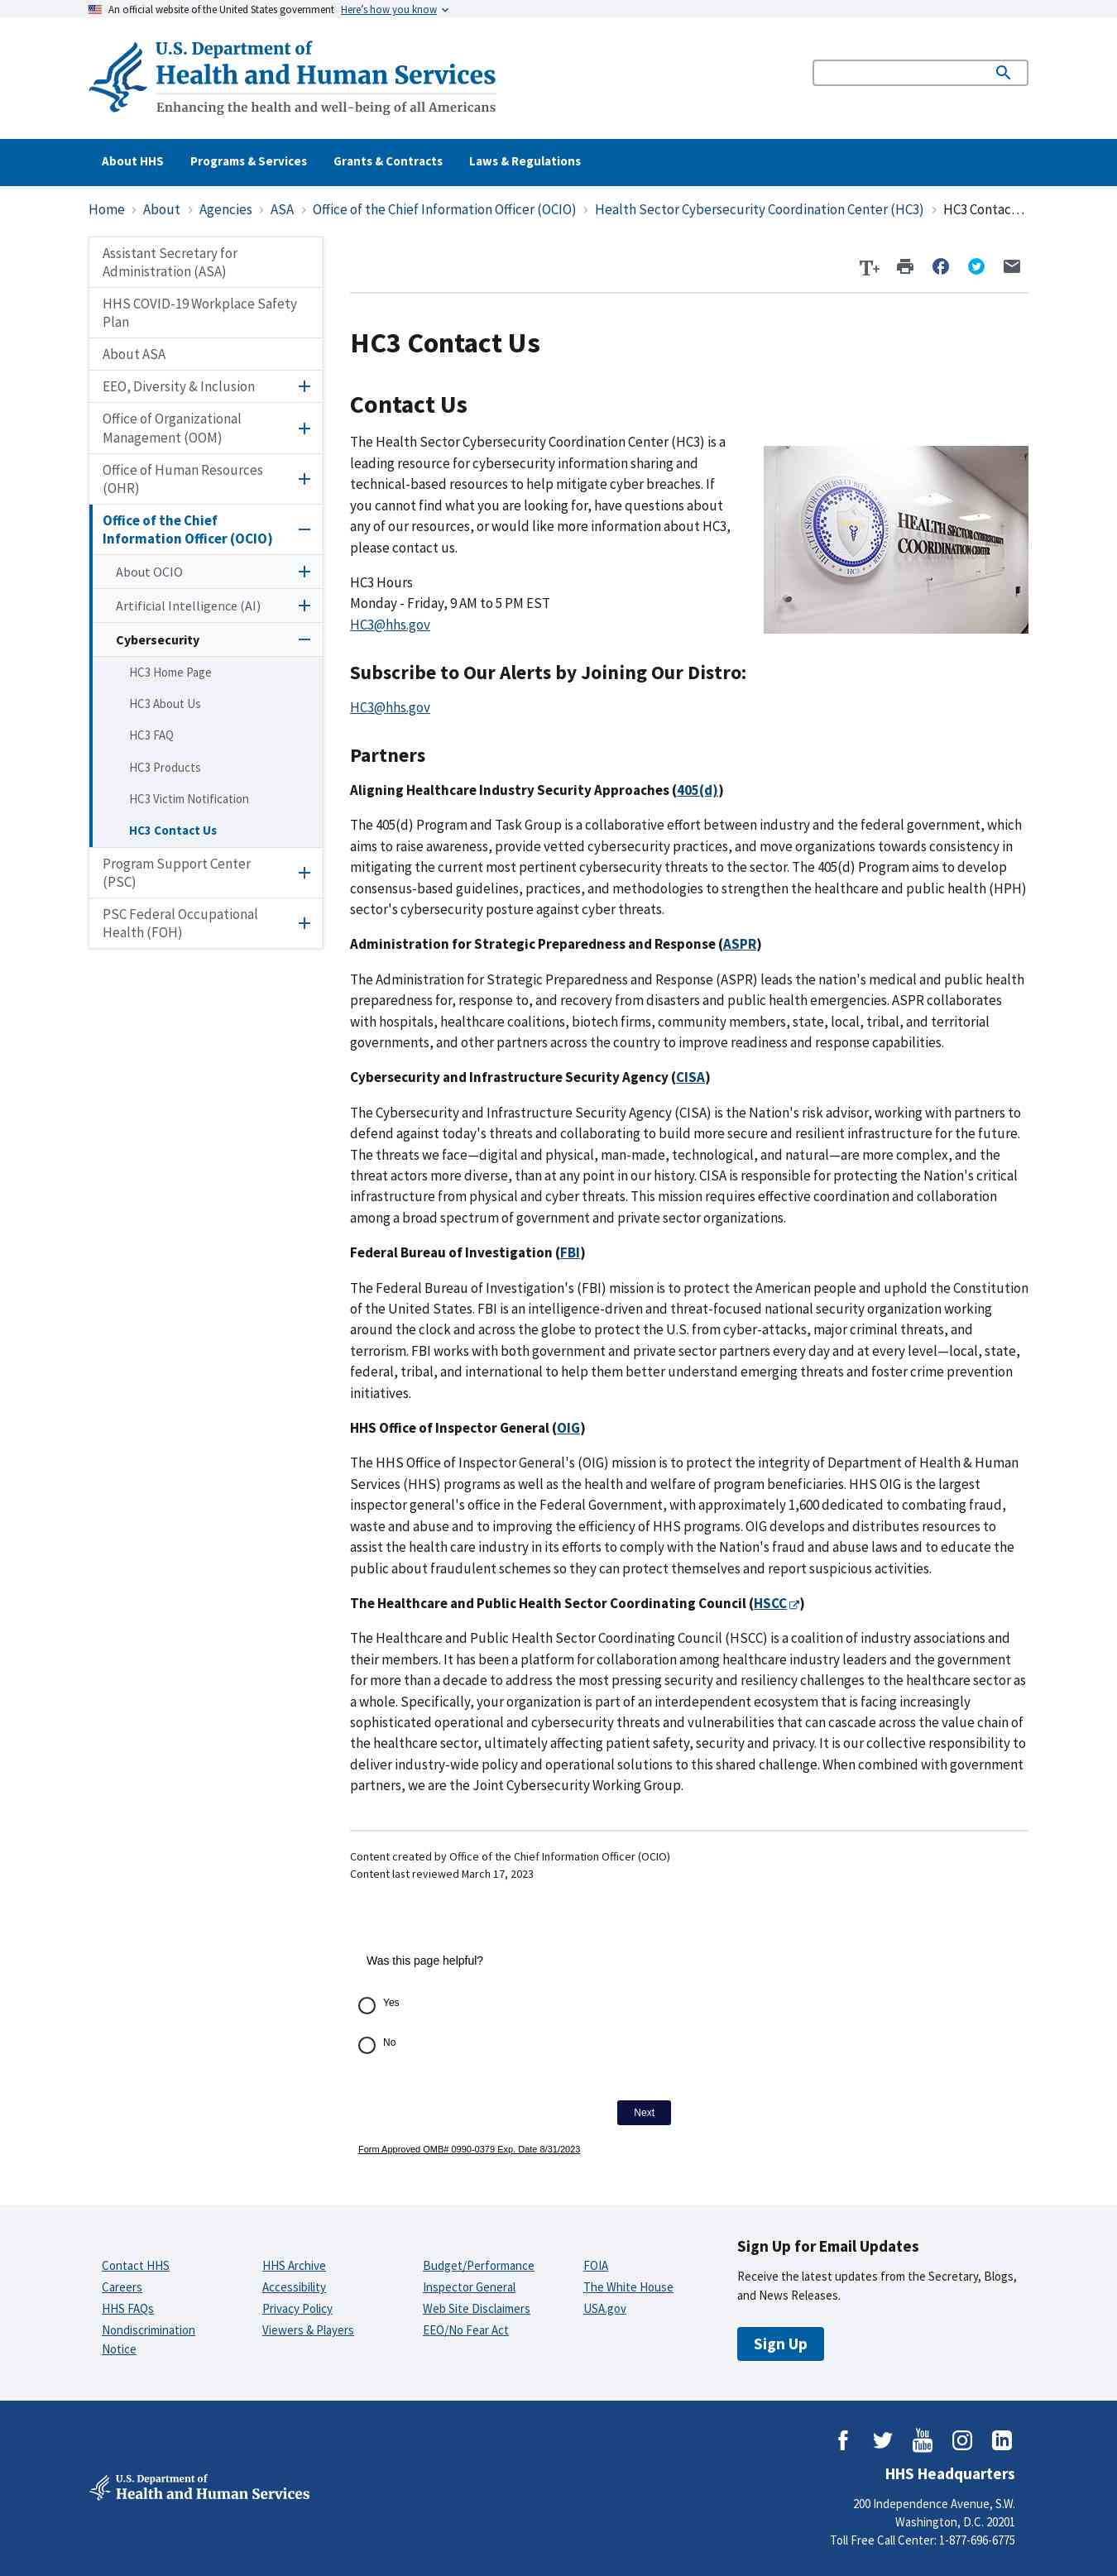 An official website of the United States government Here's how you know
U.S. Department of
Health and Human Services
Enhancing the health and well-being of all Americans
About HHS Programs & Services Grants & Contracts Laws & Regulations
Home About Agencies ASA Office of the Chief Information Officer (OCIO) Health Sector Cybersecurity Coordination Center (HC3) HC3 Contac…
Assistant Secretary for
Administration (ASA)
HHS COVID-19 Workplace Safety
Plan
About ASA
EEO, Diversity & Inclusion
Office of Organizational
Management (OOM)
Office of Human Resources
(OHR)
Office of the Chief
Information Officer (OCIO)
About OCIO
Artificial Intelligence (AI)
Cybersecurity
HC3 Home Page
HC3 About Us
HC3 FAQ
HC3 Products
HC3 Victim Notification
HC3 Contact Us
Program Support Center
(PSC)
PSC Federal Occupational
Health (FOH)
T+
HC3 Contact Us
Contact Us
The Health Sector Cybersecurity Coordination Center (HC3) is a
leading resource for cybersecurity information sharing and
technical-based resources to help mitigate cyber breaches. If
you cannot find what you are looking for, have questions about
any of our resources, or would like more information about HC3,
please contact us.
HEALTH SECTOR CYBERSECURITY
COORDINATION CENTER
HC3 Hours
Monday - Friday, 9 AM to 5 PM EST
HC3@hhs.gov
Subscribe to Our Alerts by Joining Our Distro:
HC3@hhs.gov
Partners
Aligning Healthcare Industry Security Approaches (405(d))
The 405(d) Program and Task Group is a collaborative effort between industry and the federal government, which
aims to raise awareness, provide vetted cybersecurity practices, and move organizations towards consistency in
mitigating the current most pertinent cybersecurity threats to the sector. The 405(d) Program aims to develop
consensus-based guidelines, practices, and methodologies to strengthen the healthcare and public health (HPH)
sector's cybersecurity posture against cyber threats.
Administration for Strategic Preparedness and Response (ASPR)
The Administration for Strategic Preparedness and Response (ASPR) leads the nation's medical and public health
preparedness for, response to, and recovery from disasters and public health emergencies. ASPR collaborates
with hospitals, healthcare coalitions, biotech firms, community members, state, local, tribal, and territorial
governments, and other partners across the country to improve readiness and response capabilities.
Cybersecurity and Infrastructure Security Agency (CISA)
The Cybersecurity and Infrastructure Security Agency (CISA) is the Nation's risk advisor, working with partners to
defend against today's threats and collaborating to build more secure and resilient infrastructure for the future.
The threats we face—digital and physical, man-made, technological, and natural—are more complex, and the
threat actors more diverse, than at any point in our history. CISA is responsible for protecting the Nation's critical
infrastructure from physical and cyber threats. This mission requires effective coordination and collaboration
among a broad spectrum of government and private sector organizations.
Federal Bureau of Investigation (FBI)
The Federal Bureau of Investigation's (FBI) mission is to protect the American people and uphold the Constitution
of the United States. FBI is an intelligence-driven and threat-focused national security organization working
around the clock and across the globe to protect the U.S. from cyber-attacks, major criminal threats, and
terrorism. FBI works with both government and private sector partners every day and at every level—local, state,
federal, tribal, and international to help them better understand emerging threats and foster crime prevention
initiatives.
HHS Office of Inspector General (OIG)
The HHS Office of Inspector General's (OIG) mission is to protect the integrity of Department of Health & Human
Services (HHS) programs as well as the health and welfare of program beneficiaries. HHS OIG is the largest
inspector general's office in the Federal Government, with approximately 1,600 dedicated to combating fraud,
waste and abuse and to improving the efficiency of HHS programs. OIG develops and distributes resources to
assist the health care industry in its efforts to comply with the Nation's fraud and abuse laws and to educate the
public about fraudulent schemes so they can protect themselves and report suspicious activities.
The Healthcare and Public Health Sector Coordinating Council (HSCC)
The Healthcare and Public Health Sector Coordinating Council (HSCC) is a coalition of industry associations and
their members. It has been a platform for collaboration among healthcare industry leaders and the government
for more than a decade to address the most pressing security and resiliency challenges to the healthcare sector as
a whole. Specifically, your organization is part of an interdependent ecosystem that is facing increasingly
sophisticated operational and cybersecurity threats and vulnerabilities that can cascade across the value chain of
the healthcare sector, ultimately affecting patient safety, security and privacy. It is our collective responsibility to
deliver industry-wide policy and operational solutions to this shared challenge. When combined with government
partners, we are the Joint Cybersecurity Working Group.
Content created by Office of the Chief Information Officer (OCIO)
Content last reviewed March 17, 2023
Was this page helpful?
Yes
No
Next
Form Approved OMB# 0990-0379 Exp. Date 8/31/2023
Contact HHS
Careers
HHS FAQs
Nondiscrimination
Notice
HHS Archive
Accessibility
Privacy Policy
Viewers & Players
Budget/Performance
Inspector General
Web Site Disclaimers
EEO/No Fear Act
FOIA
The White House
USA.gov
Sign Up for Email Updates
Receive the latest updates from the Secretary, Blogs,
and News Releases.
Sign Up
You
Tube
U.S. Department of
Health and Human Services
HHS Headquarters
200 Independence Avenue, S.W.
Washington, D.C. 20201
Toll Free Call Center: 1-877-696-6775